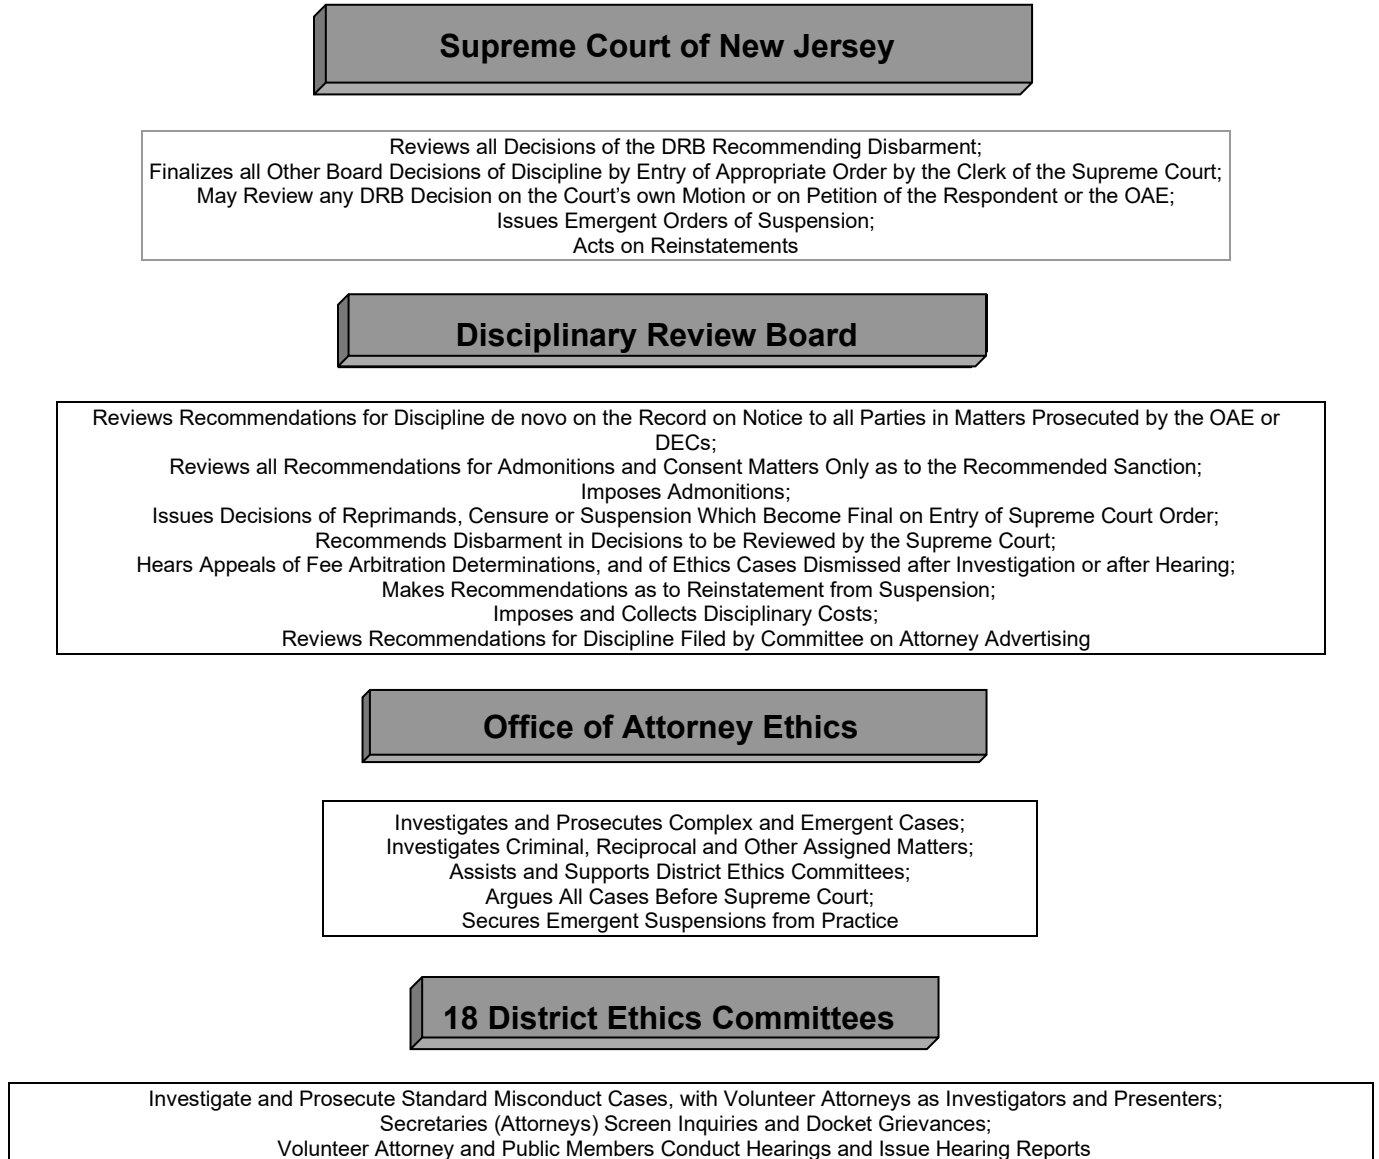 Supreme Court of New Jersey
Reviews all Decisions of the DRB Recommending Disbarment;
Finalizes all Other Board Decisions of Discipline by Entry of Appropriate Order by the Clerk of the Supreme Court;
May Review any DRB Decision on the Court’s own Motion or on Petition of the Respondent or the OAE;
Issues Emergent Orders of Suspension;
Acts on Reinstatements
Disciplinary Review Board
Reviews Recommendations for Discipline de novo on the Record on Notice to all Parties in Matters Prosecuted by the OAE or
DECs;
Reviews all Recommendations for Admonitions and Consent Matters Only as to the Recommended Sanction;
Imposes Admonitions;
Issues Decisions of Reprimands, Censure or Suspension Which Become Final on Entry of Supreme Court Order;
Recommends Disbarment in Decisions to be Reviewed by the Supreme Court;
Hears Appeals of Fee Arbitration Determinations, and of Ethics Cases Dismissed after Investigation or after Hearing;
Makes Recommendations as to Reinstatement from Suspension;
Imposes and Collects Disciplinary Costs;
Reviews Recommendations for Discipline Filed by Committee on Attorney Advertising
Office of Attorney Ethics
Investigates and Prosecutes Complex and Emergent Cases;
Investigates Criminal, Reciprocal and Other Assigned Matters;
Assists and Supports District Ethics Committees;
Argues All Cases Before Supreme Court;
Secures Emergent Suspensions from Practice
18 District Ethics Committees
Investigate and Prosecute Standard Misconduct Cases, with Volunteer Attorneys as Investigators and Presenters;
Secretaries (Attorneys) Screen Inquiries and Docket Grievances;
Volunteer Attorney and Public Members Conduct Hearings and Issue Hearing Reports